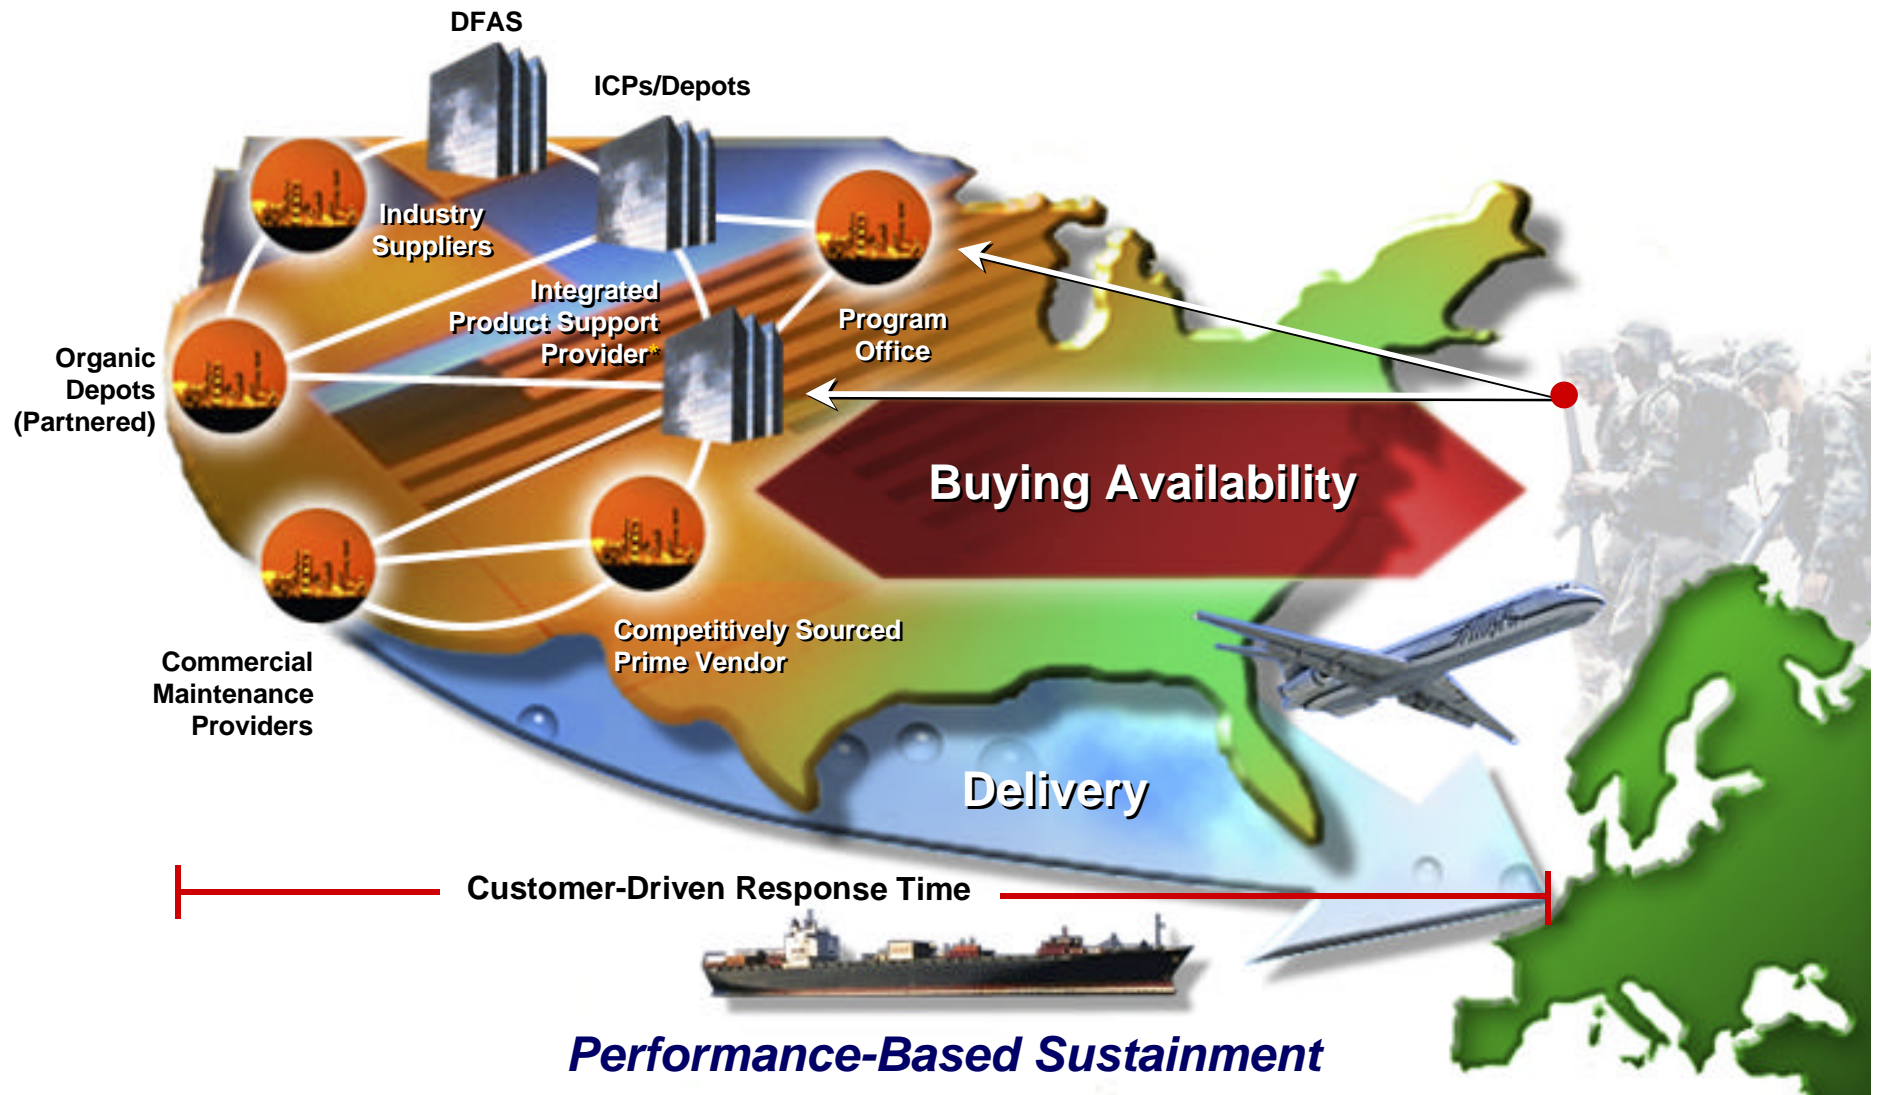 DFAS
ICPs/Depots
Industry
Suppliers
Integrated
Product Support
Provider*
Program
Office
Organic
Depots
(Partnered)
Buying Availability
Competitively Sourced
Prime Vendor
Commercial
Maintenance
Providers
Delivery
Customer-Driven Response Time
Performance-Based Sustainment